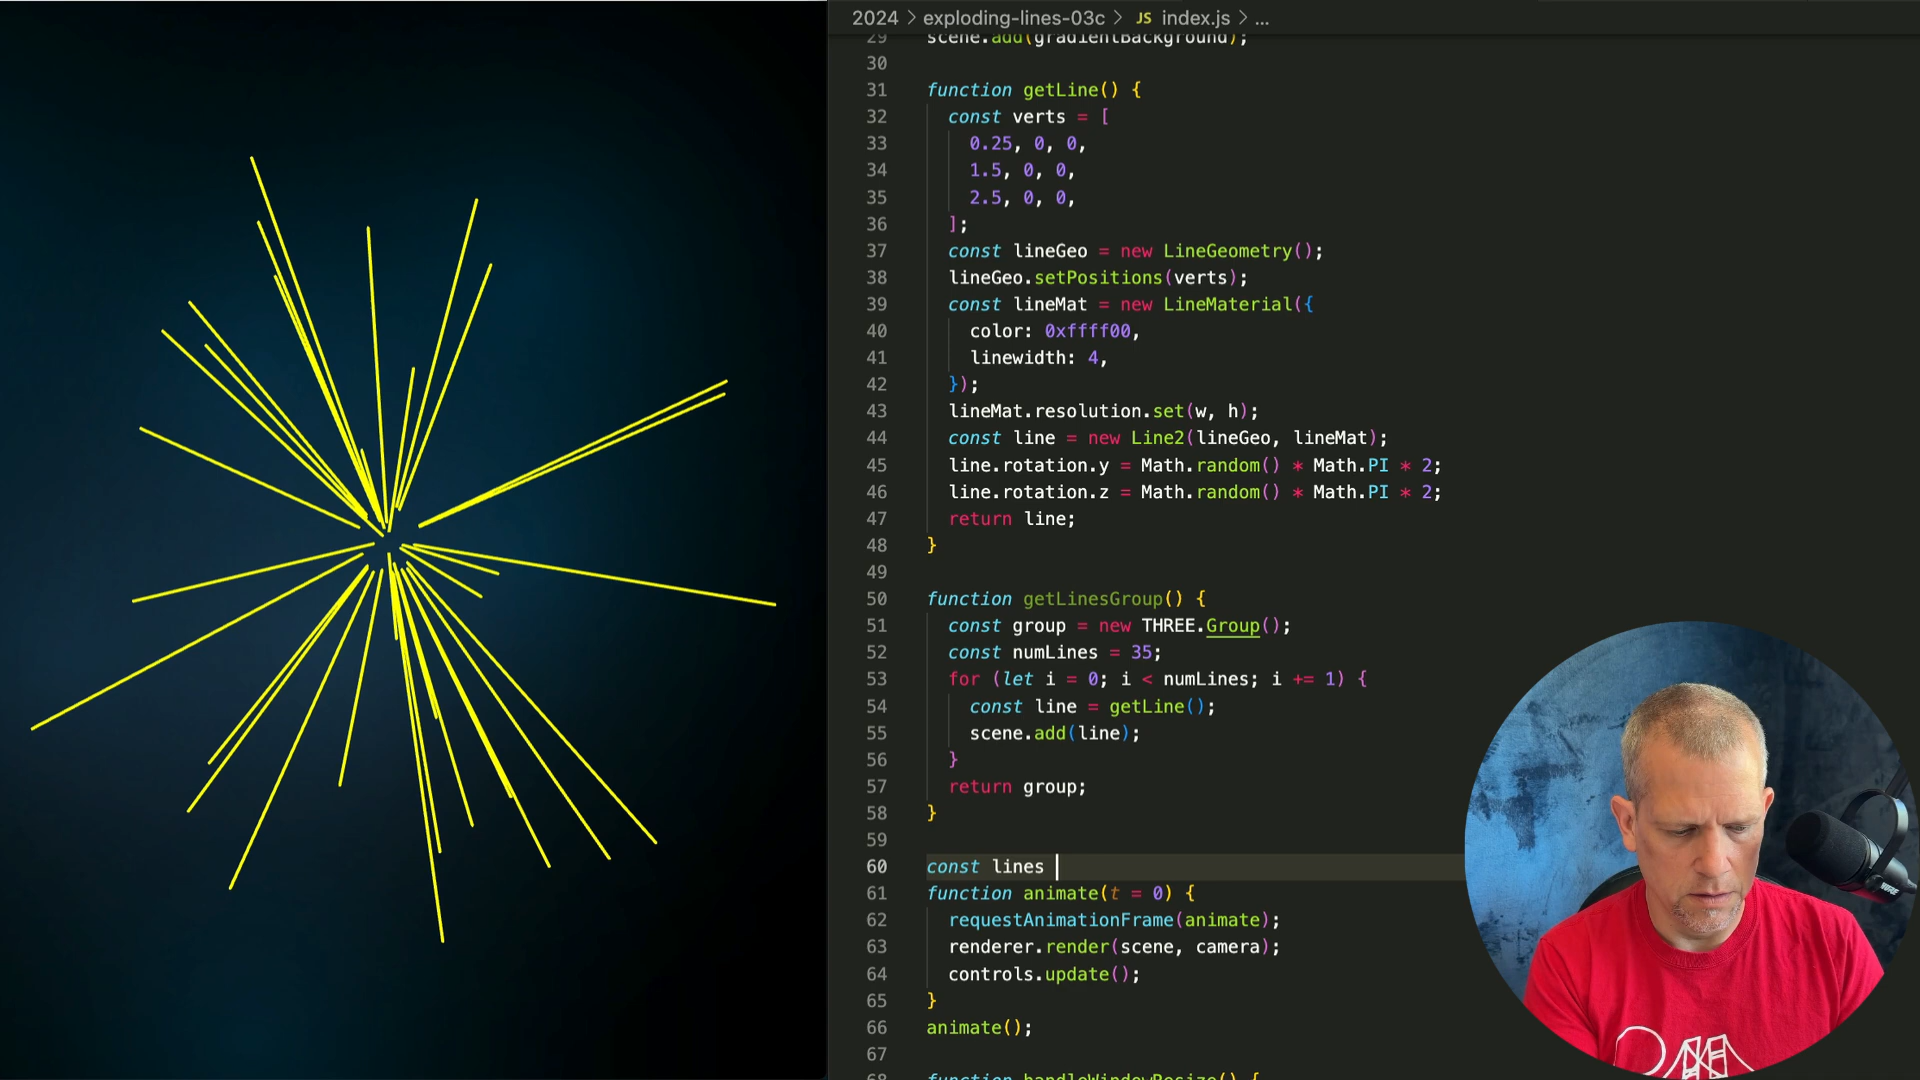 2024 > exploding-lines-03c > JS index.js > ...
29 scene.add(gradientBackground);
30
31 function getLine() {
32 const verts = [
33 0.25, 0, 0,
34 1.5, 0, 0,
35 2.5, 0, 0,
36 ];
37 const lineGeo = new LineGeometry();
38 lineGeo.setPositions(verts);
39 const lineMat = new LineMaterial({
40 color: 0xffff00,
41 linewidth: 4,
42 });
43 lineMat.resolution.set(w, h);
44 const line = new Line2(lineGeo, lineMat);
45 line.rotation.y = Math.random() * Math.PI * 2;
46 line.rotation.z = Math.random() * Math.PI * 2;
47 return line;
48 }
49
50 function getLinesGroup() {
51 const group = new THREE.Group();
52 const numLines = 35;
53 for (let i = 0; i < numLines; i += 1) {
54 const line = getLine();
55 scene.add(line);
56 }
57 return group;
58 }
59
60 const lines
61 function animate(t = 0) {
62 requestAnimationFrame(animate);
63 renderer.render(scene, camera);
64 controls.update();
65 }
66 animate();
67
68 function handleWindowResize() {